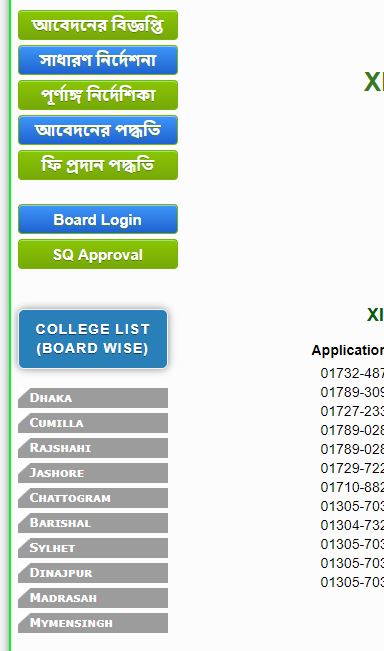 আবেদনের বিজ্ঞপ্তি
সাধারণ নির্দেশনা
পূর্ণাঙ্গ নির্দেশিকা
আবেদনের পদ্ধতি
ফি প্রদান পদ্ধতি
Board Login
SQ Approval
COLLEGE LIST
(BOARD WISE)
DHAKA
CUMILLA
RAJSHAHI
JASHORE
CHATTOGRAM
BARISHAL
SYLHET
DINAJPUR
MADRASAH
MYMENSINGH
XI
XI
Application
01732-487
01789-309
01727-233
01789-028
01789-028
01729-722
01710-882
01305-703
01304-732
01305-703
01305-703
01305-703